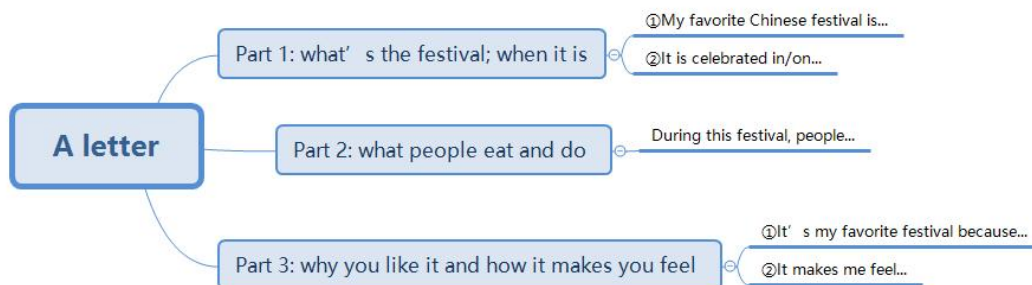 A letter
Part 1: what's the festival; when it is
①My favorite Chinese festival is...
②It is celebrated in/on...
Part 2: what people eat and do
During this festival, people...
Part 3: why you like it and how it makes you feel
①It's my favorite festival because...
②It makes me feel...